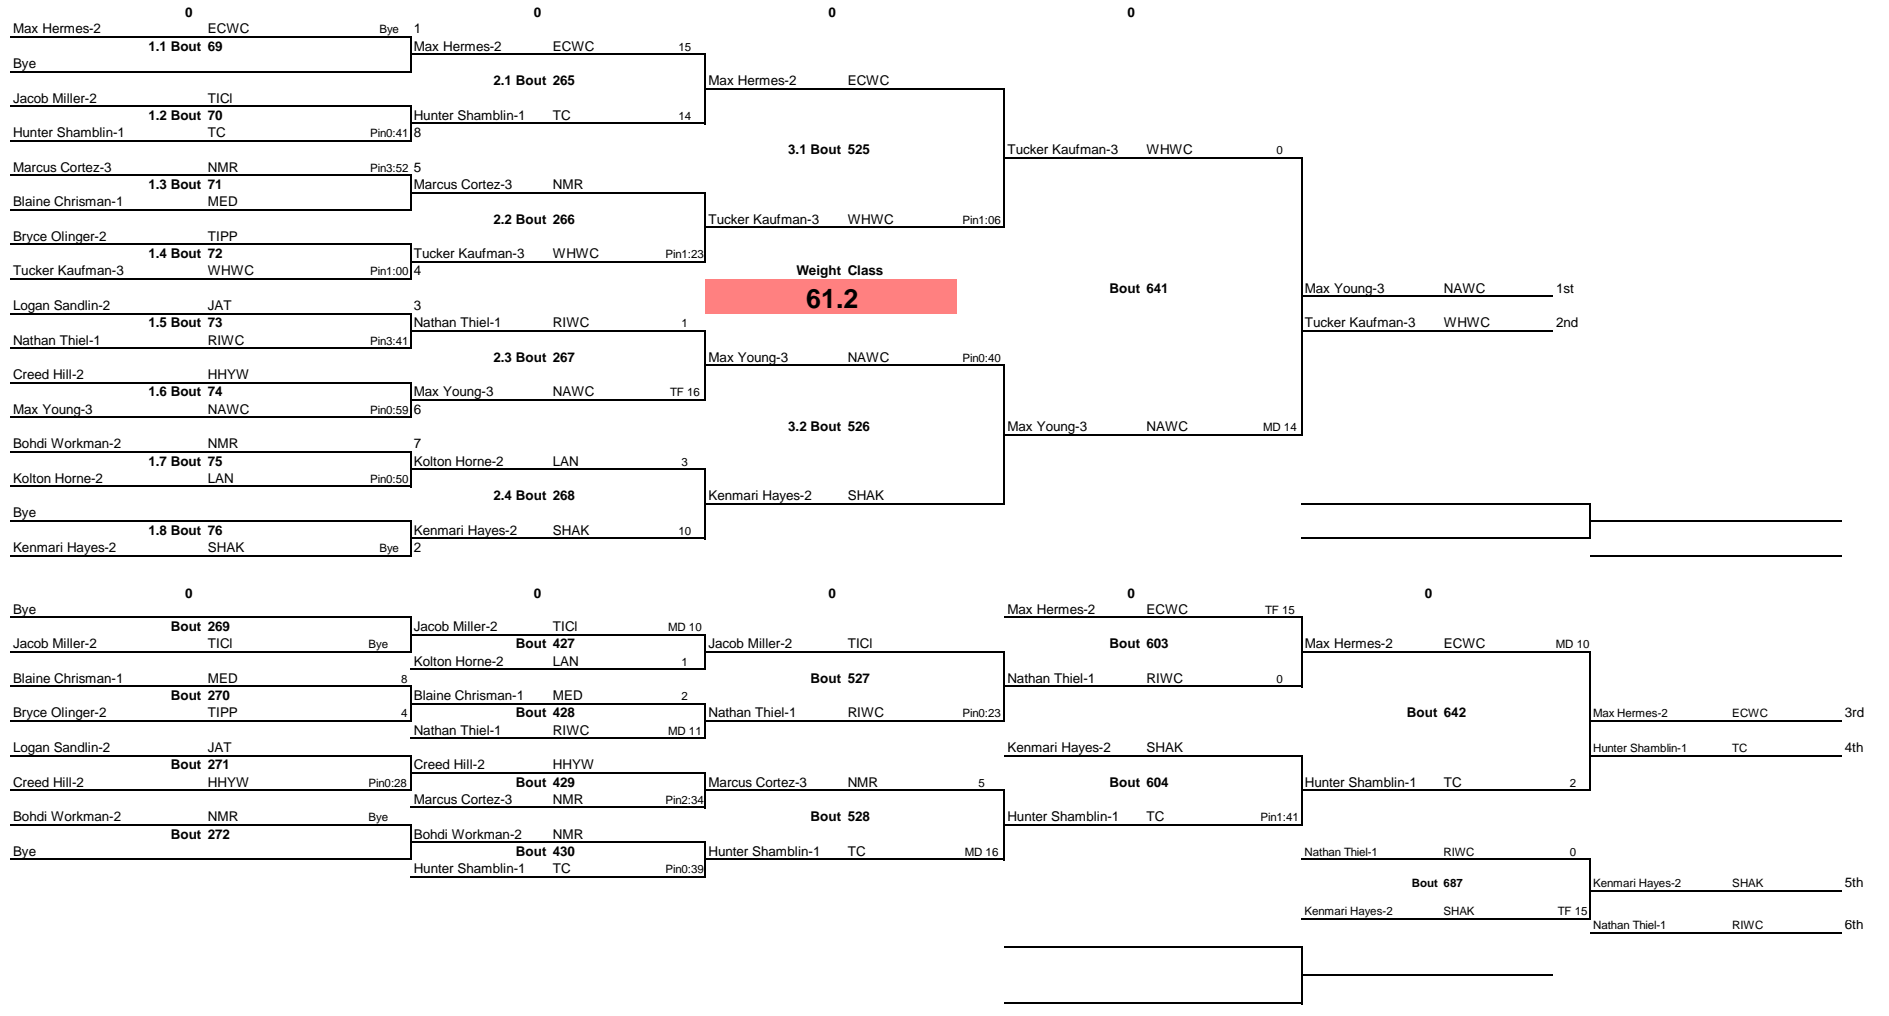 0 0 0 0
Max Hermes-2 ECWC Bye 1
1.1 Bout 69 Max Hermes-2 ECWC 15
Bye
2.1 Bout 265 Max Hermes-2 ECWC
Jacob Miller-2 TICI
1.2 Bout 70 Hunter Shamblin-1 TC 14
Hunter Shamblin-1 TC Pin0:41 8
3.1 Bout 525 Tucker Kaufman-3 WHWC 0
Marcus Cortez-3 NMR Pin3:52 5
1.3 Bout 71 Marcus Cortez-3 NMR
Blaine Chrisman-1 MED
2.2 Bout 266 Tucker Kaufman-3 WHWC Pin1:06
Bryce Olinger-2 TIPP
1.4 Bout 72 Tucker Kaufman-3 WHWC Pin1:23
Tucker Kaufman-3 WHWC Pin1:00 4 Weight Class
61.2 Bout 641 Max Young-3 NAWC 1st
Logan Sandlin-2 JAT 3
1.5 Bout 73 Nathan Thiel-1 RIWC 1 Tucker Kaufman-3 WHWC 2nd
Nathan Thiel-1 RIWC Pin3:41
2.3 Bout 267 Max Young-3 NAWC Pin0:40
Creed Hill-2 HHYW
1.6 Bout 74 Max Young-3 NAWC TF 16
Max Young-3 NAWC Pin0:59 6
3.2 Bout 526 Max Young-3 NAWC MD 14
Bohdi Workman-2 NMR 7
1.7 Bout 75 Kolton Horne-2 LAN 3
Kolton Horne-2 LAN Pin0:50
2.4 Bout 268 Kenmari Hayes-2 SHAK
Bye
1.8 Bout 76 Kenmari Hayes-2 SHAK 10
Kenmari Hayes-2 SHAK Bye 2
0 0 0 0 0
Bye Max Hermes-2 ECWC TF 15
Bout 269 Jacob Miller-2 TICI MD 10
Jacob Miller-2 TICI Bye Bout 427 Jacob Miller-2 TICI Bout 603 Max Hermes-2 ECWC MD 10
Kolton Horne-2 LAN 1
Blaine Chrisman-1 MED 8 Bout 527 Nathan Thiel-1 RIWC 0
Bout 270 Blaine Chrisman-1 MED 2
Bryce Olinger-2 TIPP 4 Bout 428 Nathan Thiel-1 RIWC Pin0:23 Bout 642 Max Hermes-2 ECWC 3rd
Nathan Thiel-1 RIWC MD 11
Logan Sandlin-2 JAT Kenmari Hayes-2 SHAK Hunter Shamblin-1 TC 4th
Bout 271 Creed Hill-2 HHYW
Creed Hill-2 HHYW Pin0:28 Bout 429 Marcus Cortez-3 NMR 5 Bout 604 Hunter Shamblin-1 TC 2
Marcus Cortez-3 NMR Pin2:34
Bohdi Workman-2 NMR Bye Bout 528 Hunter Shamblin-1 TC Pin1:41
Bout 272 Bohdi Workman-2 NMR
Bye Bout 430 Hunter Shamblin-1 TC MD 16 Nathan Thiel-1 RIWC 0
Hunter Shamblin-1 TC Pin0:39
Bout 687 Kenmari Hayes-2 SHAK 5th
Kenmari Hayes-2 SHAK TF 15
Nathan Thiel-1 RIWC 6th